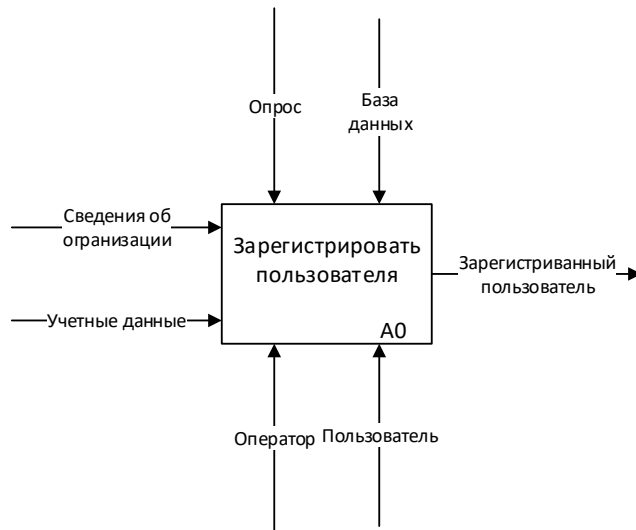 Опрос
База
данных
Сведения об
огранизации
Зарегистрировать
пользователя
Зарегистриванный
пользователь
Учетные данные
A0
Оператор
Пользователь